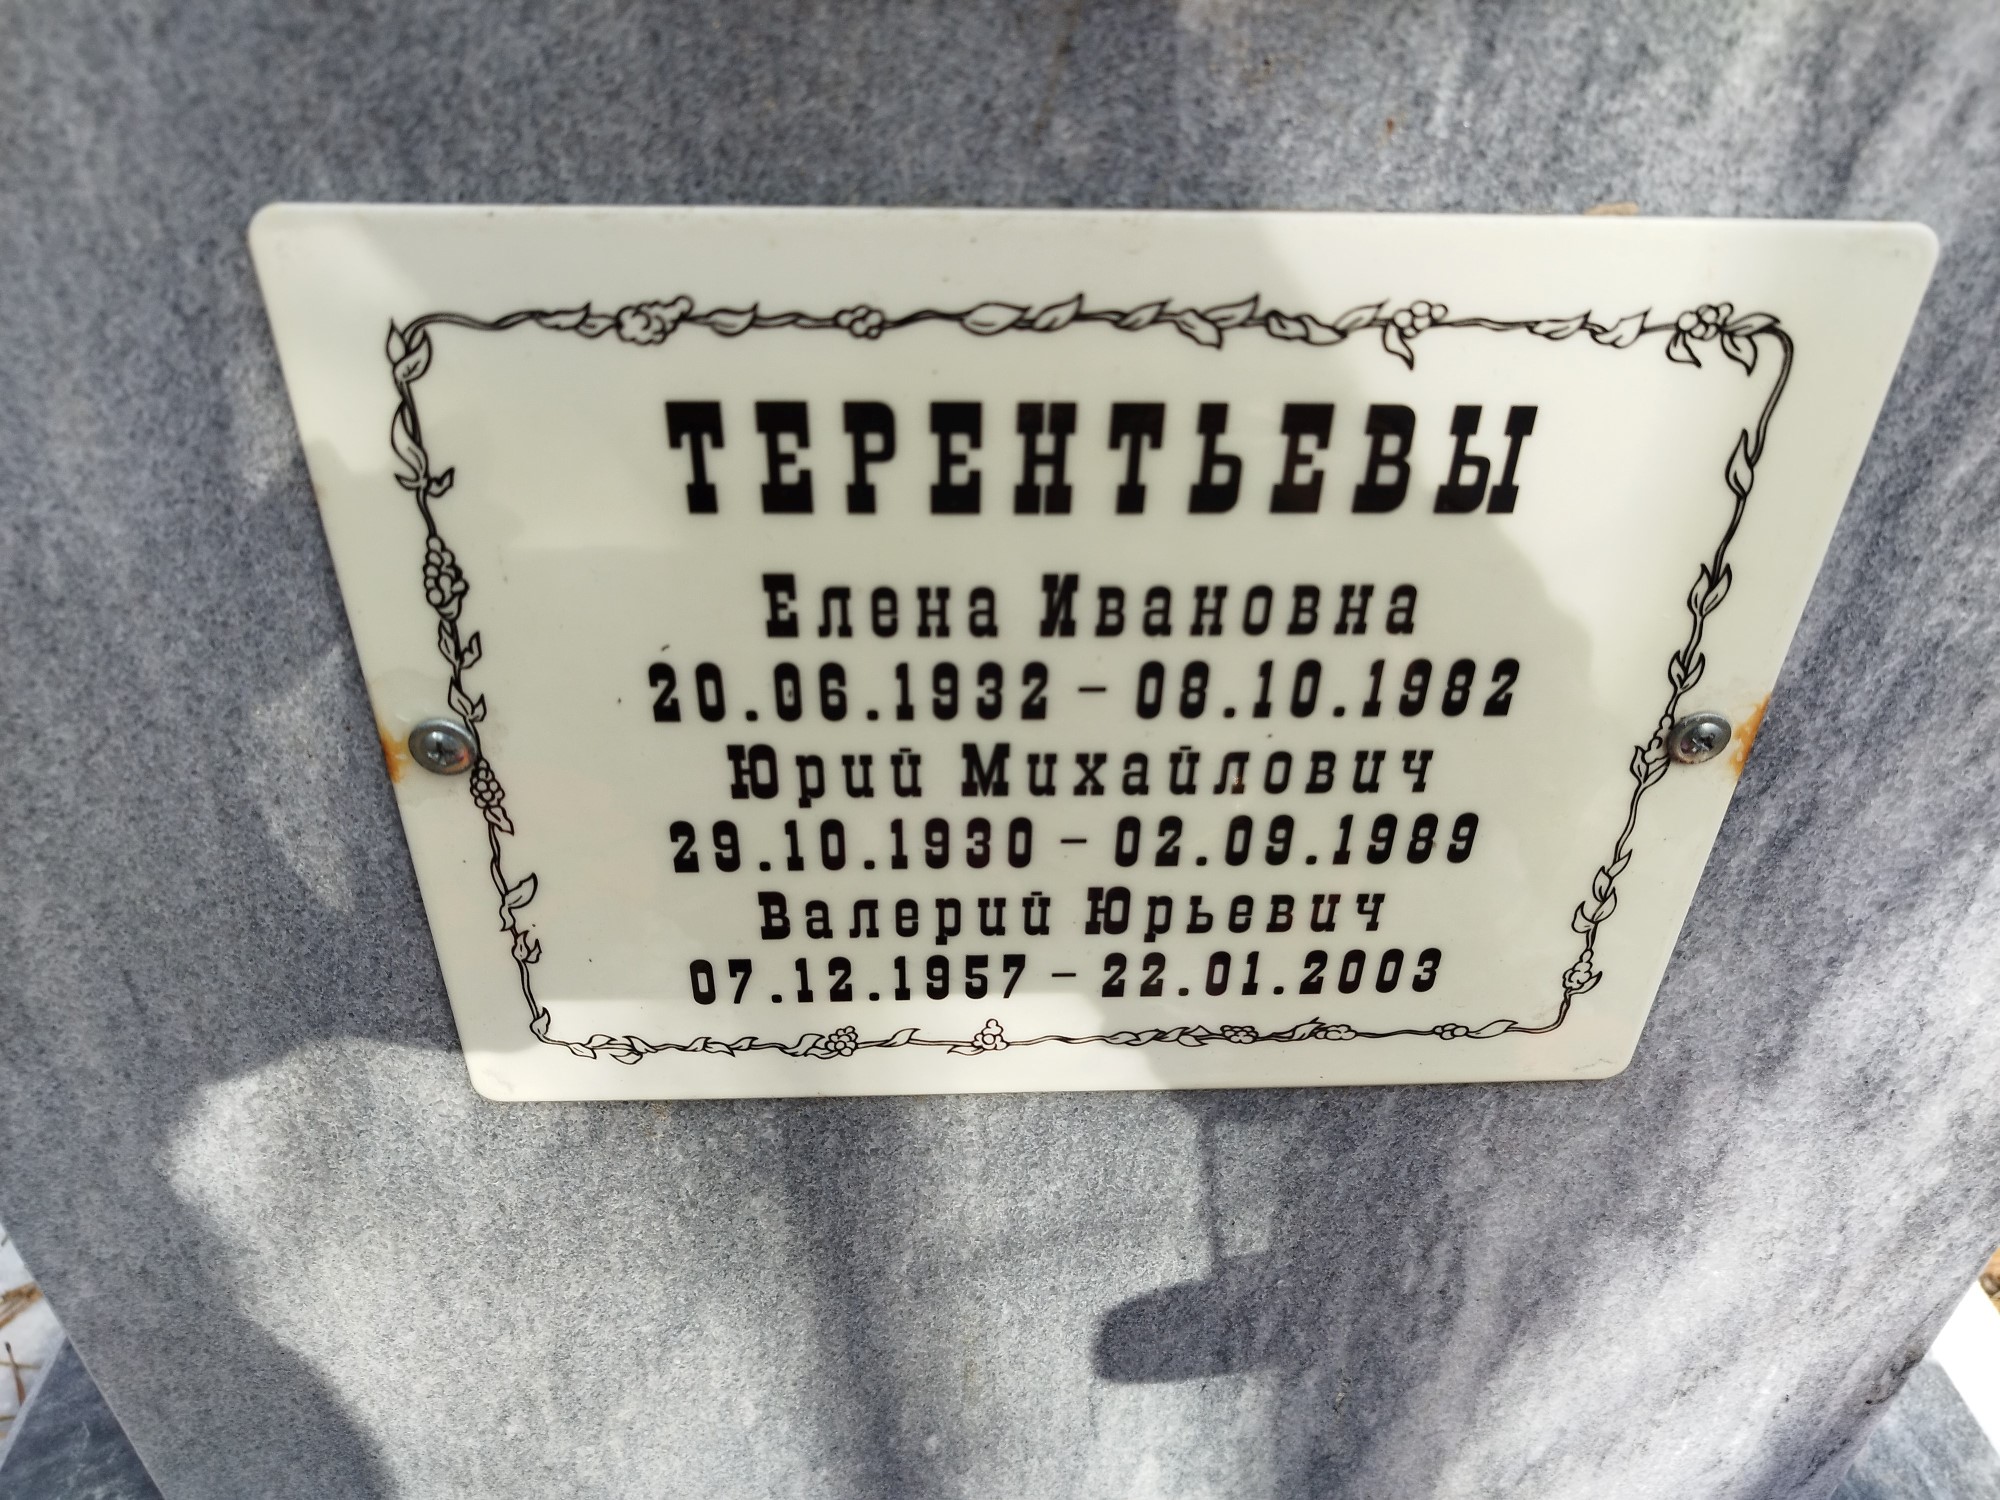 ТЕРЕНТЬЕВЫ
Елена Ивановна
20.06.1932 – 08.10.1982
Юрий Михайлович
29.10.1930 – 02.09.1989
Валерий Юрьевич
07.12.1957 – 22.01.2003